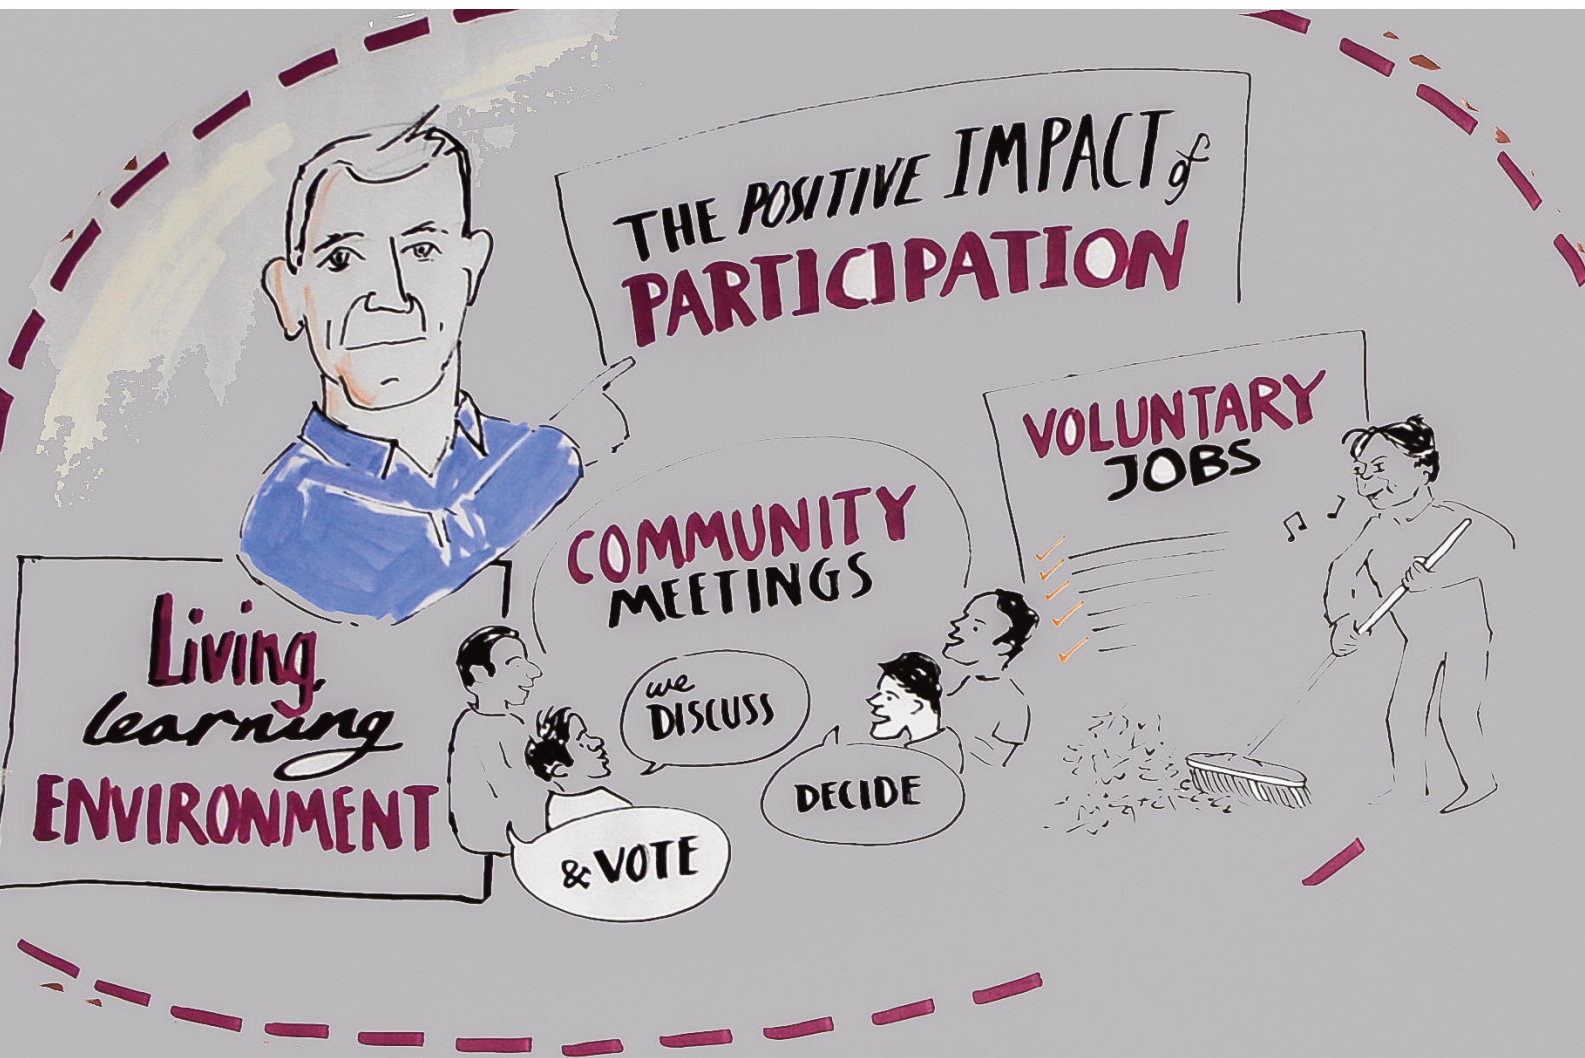 THE POSITIVE IMPACT of
PARTICIPATION
VOLUNTARY
JOBS
COMMUNITY
MEETINGS
we
DISCUSS
DECIDE
& VOTE
Living,
learning
ENVIRONMENT